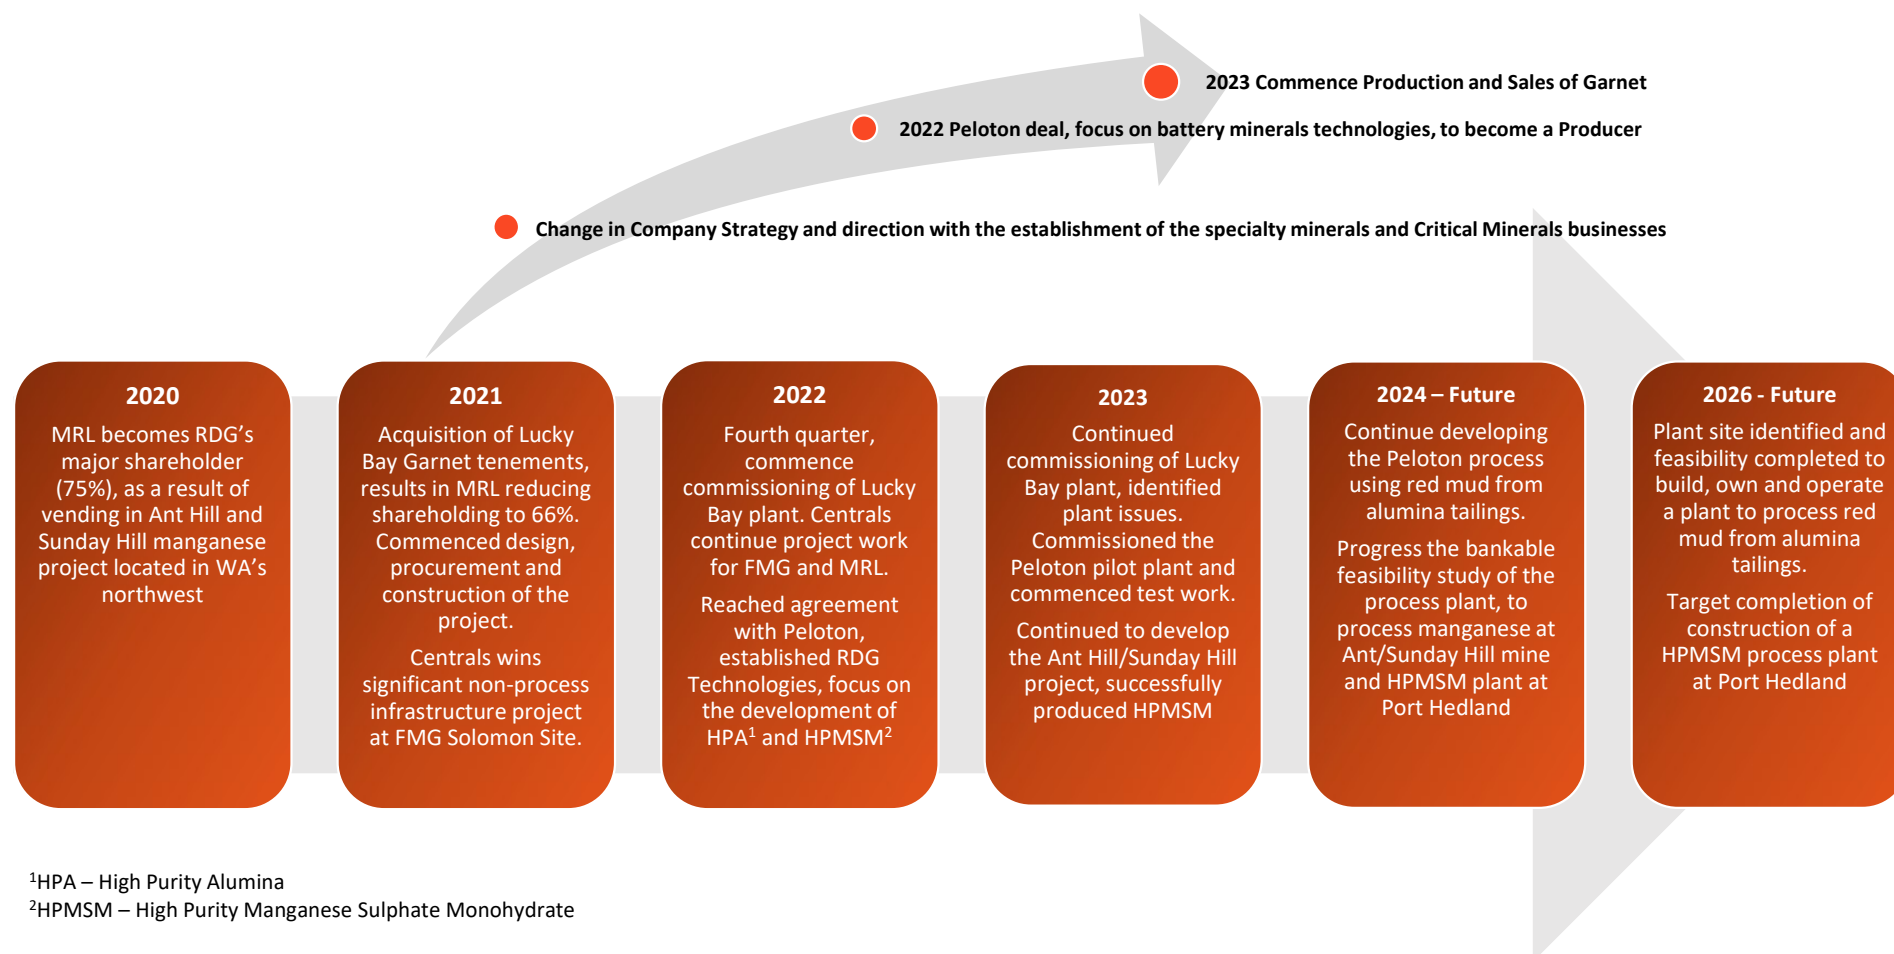 2023 Commence Production and Sales of Garnet
2022 Peloton deal, focus on battery minerals technologies, to become a Producer
Change in Company Strategy and direction with the establishment of the specialty minerals and Critical Minerals businesses
2020
MRL becomes RDG’s
major shareholder
(75%), as a result of
vending in Ant Hill and
Sunday Hill manganese
project located in WA’s
northwest
2021
Acquisition of Lucky
Bay Garnet tenements,
results in MRL reducing
shareholding to 66%.
Commenced design,
procurement and
construction of the
project.
Centrals wins
significant non-process
infrastructure project
at FMG Solomon Site.
2022
Fourth quarter,
commence
commissioning of Lucky
Bay plant. Centrals
continue project work
for FMG and MRL.
Reached agreement
with Peloton,
established RDG
Technologies, focus on
the development of
HPA¹ and HPMSM²
2023
Continued
commissioning of Lucky
Bay plant, identified
plant issues.
Commissioned the
Peloton pilot plant and
commenced test work.
Continued to develop
the Ant Hill/Sunday Hill
project, successfully
produced HPMSM
2024 – Future
Continue developing
the Peloton process
using red mud from
alumina tailings.
Progress the bankable
feasibility study of the
process plant, to
process manganese at
Ant/Sunday Hill mine
and HPMSM plant at
Port Hedland
2026 - Future
Plant site identified and
feasibility completed to
build, own and operate
a plant to process red
mud from alumina
tailings.
Target completion of
construction of a
HPMSM process plant
at Port Hedland
¹HPA – High Purity Alumina
²HPMSM – High Purity Manganese Sulphate Monohydrate